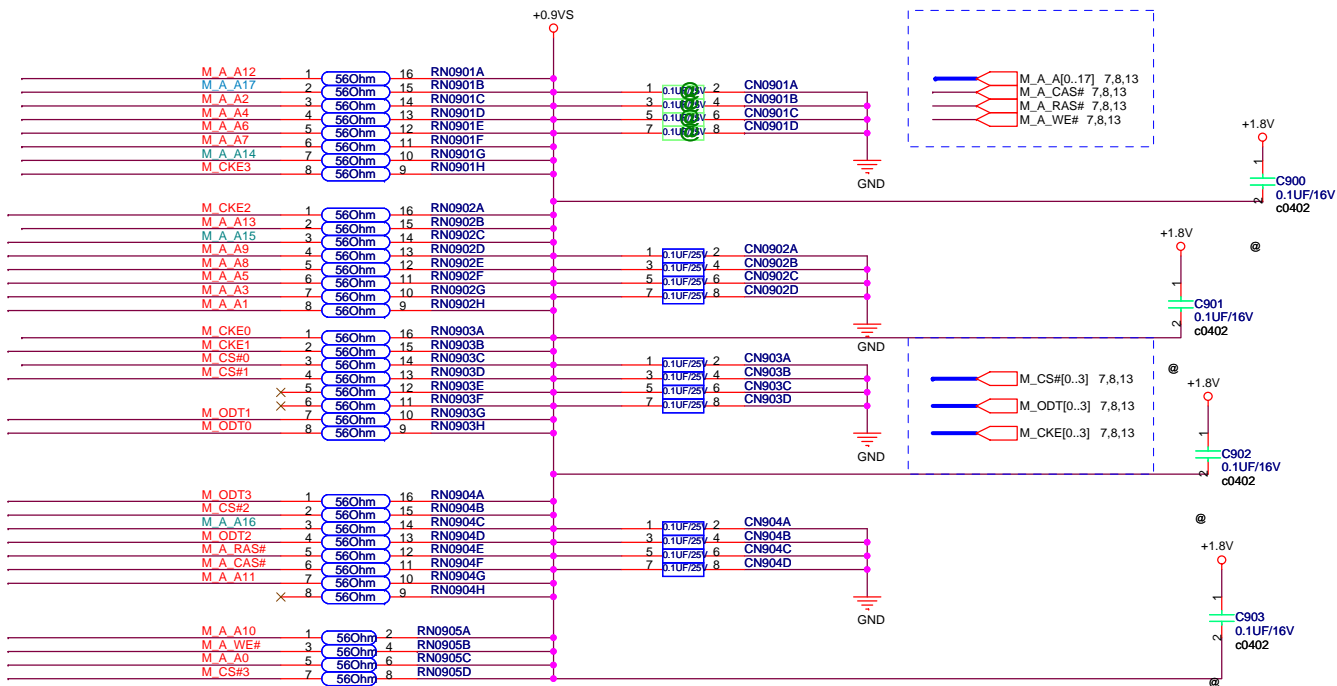 +0.9VS
M_A_A12 1 56Ohm 16 RN0901A
M_A_A17 2 56Ohm 15 RN0901B
M_A_A2 3 56Ohm 14 RN0901C
M_A_A4 4 56Ohm 13 RN0901D
M_A_A6 5 56Ohm 12 RN0901E
M_A_A7 6 56Ohm 11 RN0901F
M_A_A14 7 56Ohm 10 RN0901G
M_CKE3 8 56Ohm 9 RN0901H
1 2 CN0901A
3 4 CN0901B
5 6 CN0901C
7 8 CN0901D
GND
M_A_A[0..17] 7,8,13
M_A_CAS# 7,8,13
M_A_RAS# 7,8,13
M_A_WE# 7,8,13
+1.8V
1
C900
0.1UF/16V
2
c0402
@
M_CKE2 1 56Ohm 16 RN0902A
M_A_A13 2 56Ohm 15 RN0902B
M_A_A15 3 56Ohm 14 RN0902C
M_A_A9 4 56Ohm 13 RN0902D
M_A_A8 5 56Ohm 12 RN0902E
M_A_A5 6 56Ohm 11 RN0902F
M_A_A3 7 56Ohm 10 RN0902G
M_A_A1 8 56Ohm 9 RN0902H
1 0.1UF/25V 2 CN0902A
3 0.1UF/25V 4 CN0902B
5 0.1UF/25V 6 CN0902C
7 0.1UF/25V 8 CN0902D
GND
+1.8V
1
C901
0.1UF/16V
2
c0402
@
M_CKE0 1 56Ohm 16 RN0903A
M_CKE1 2 56Ohm 15 RN0903B
M_CS#0 3 56Ohm 14 RN0903C
M_CS#1 4 56Ohm 13 RN0903D
5 56Ohm 12 RN0903E
6 56Ohm 11 RN0903F
M_ODT1 7 56Ohm 10 RN0903G
M_ODT0 8 56Ohm 9 RN0903H
1 0.1UF/25V 2 CN903A
3 0.1UF/25V 4 CN903B
5 0.1UF/25V 6 CN903C
7 0.1UF/25V 8 CN903D
GND
M_CS#[0..3] 7,8,13
M_ODT[0..3] 7,8,13
M_CKE[0..3] 7,8,13
+1.8V
1
C902
0.1UF/16V
2
c0402
@
M_ODT3 1 56Ohm 16 RN0904A
M_CS#2 2 56Ohm 15 RN0904B
M_A_A16 3 56Ohm 14 RN0904C
M_ODT2 4 56Ohm 13 RN0904D
M_A_RAS# 5 56Ohm 12 RN0904E
M_A_CAS# 6 56Ohm 11 RN0904F
M_A_A11 7 56Ohm 10 RN0904G
8 56Ohm 9 RN0904H
1 0.1UF/25V 2 CN904A
3 0.1UF/25V 4 CN904B
5 0.1UF/25V 6 CN904C
7 0.1UF/25V 8 CN904D
GND
+1.8V
1
C903
0.1UF/16V
2
c0402
@
M_A_A10 1 56Ohm 2 RN0905A
M_A_WE# 3 56Ohm 4 RN0905B
M_A_A0 5 56Ohm 6 RN0905C
M_CS#3 7 56Ohm 8 RN0905D